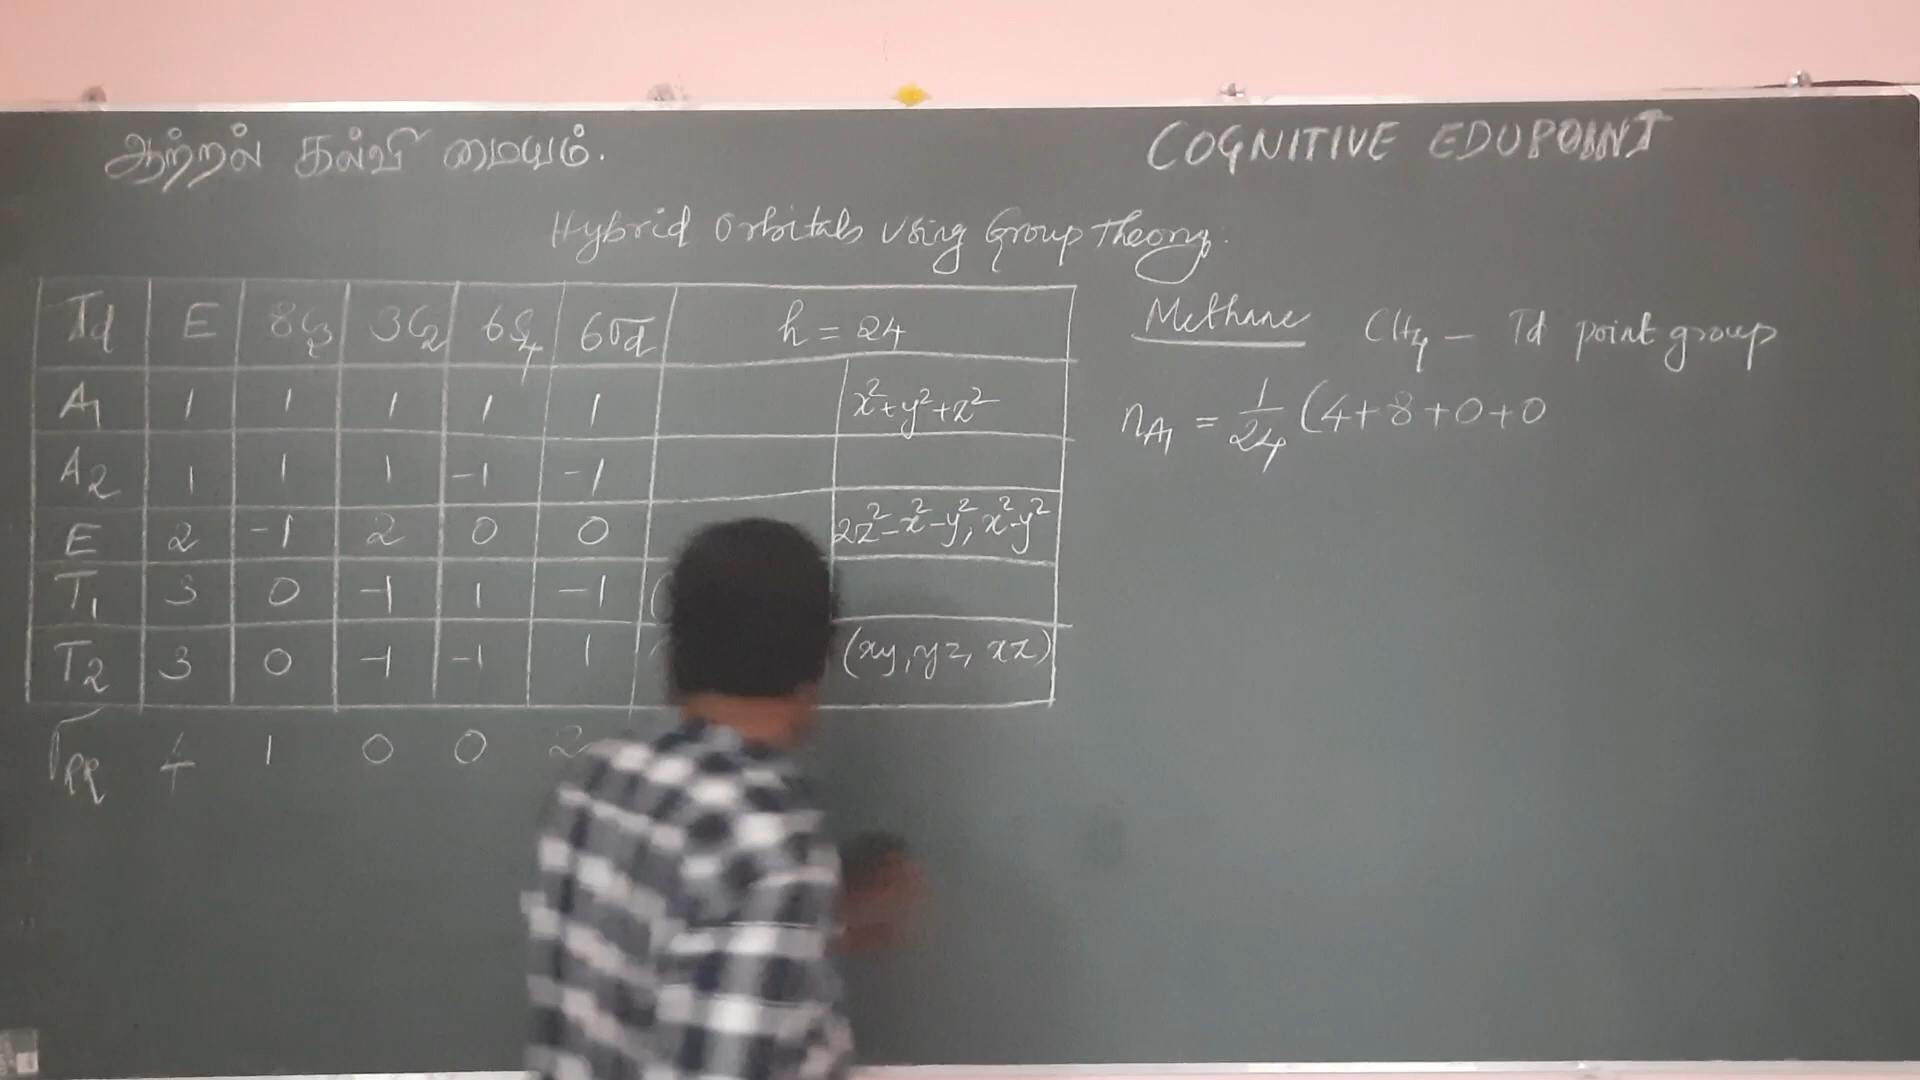 ஆற்றல் கல்வி மையம்.
COGNITIVE EDUPOINT
Hybrid Orbitals using Group Theory.
Td E 8C3 3C2 6S4 6σd h = 24
A1 1 1 1 1 1 x²+y²+z²
A2 1 1 1 -1 -1
E 2 -1 2 0 0 2z²-x²-y², x²-y²
T1 3 0 -1 1 -1 (
T2 3 0 -1 -1 1 (xy, yz, xz)
ΓRR 4 1 0 0 2
Methane CH4 – Td point group
nA1 = 1/24 (4+8+0+0